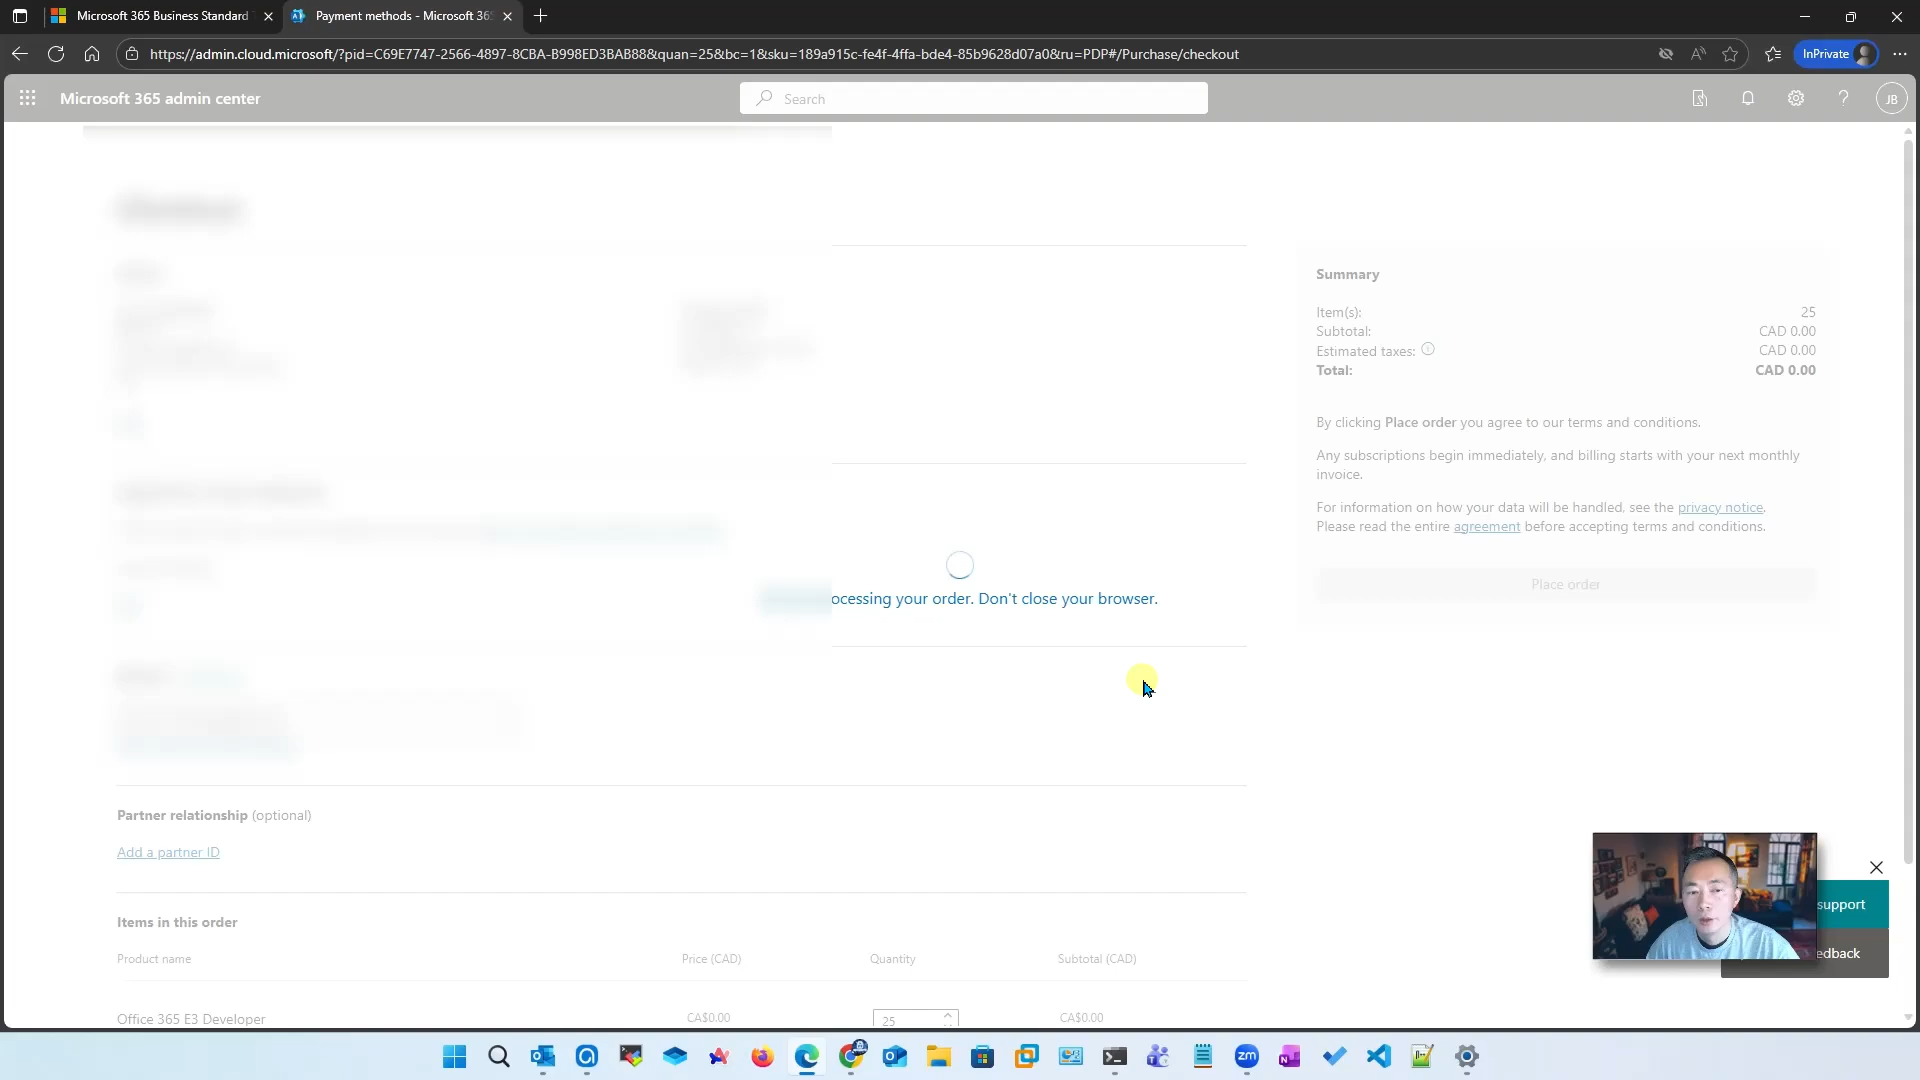 Microsoft 365 Business Standard
Payment methods - Microsoft 36
https://admin.cloud.microsoft/?pid=C69E7747-2566-4897-8CBA-B998ED3BAB88&quan=25&bc=1&sku=189a915c-fe4f-4ffa-bde4-85b9628d07a0&ru=PDP#/Purchase/checkout
InPrivate
Microsoft 365 admin center
Search
JB
Summary
Item(s): 25
Subtotal: CAD 0.00
Estimated taxes: CAD 0.00
Total: CAD 0.00
By clicking Place order you agree to our terms and conditions.
Any subscriptions begin immediately, and billing starts with your next monthly
invoice.
For information on how your data will be handled, see the privacy notice.
Please read the entire agreement before accepting terms and conditions.
Place order
ocessing your order. Don't close your browser.
Partner relationship (optional)
Add a partner ID
Items in this order
Product name Price (CAD) Quantity Subtotal (CAD)
Office 365 E3 Developer CA$0.00 25 CA$0.00
support
edback
zm